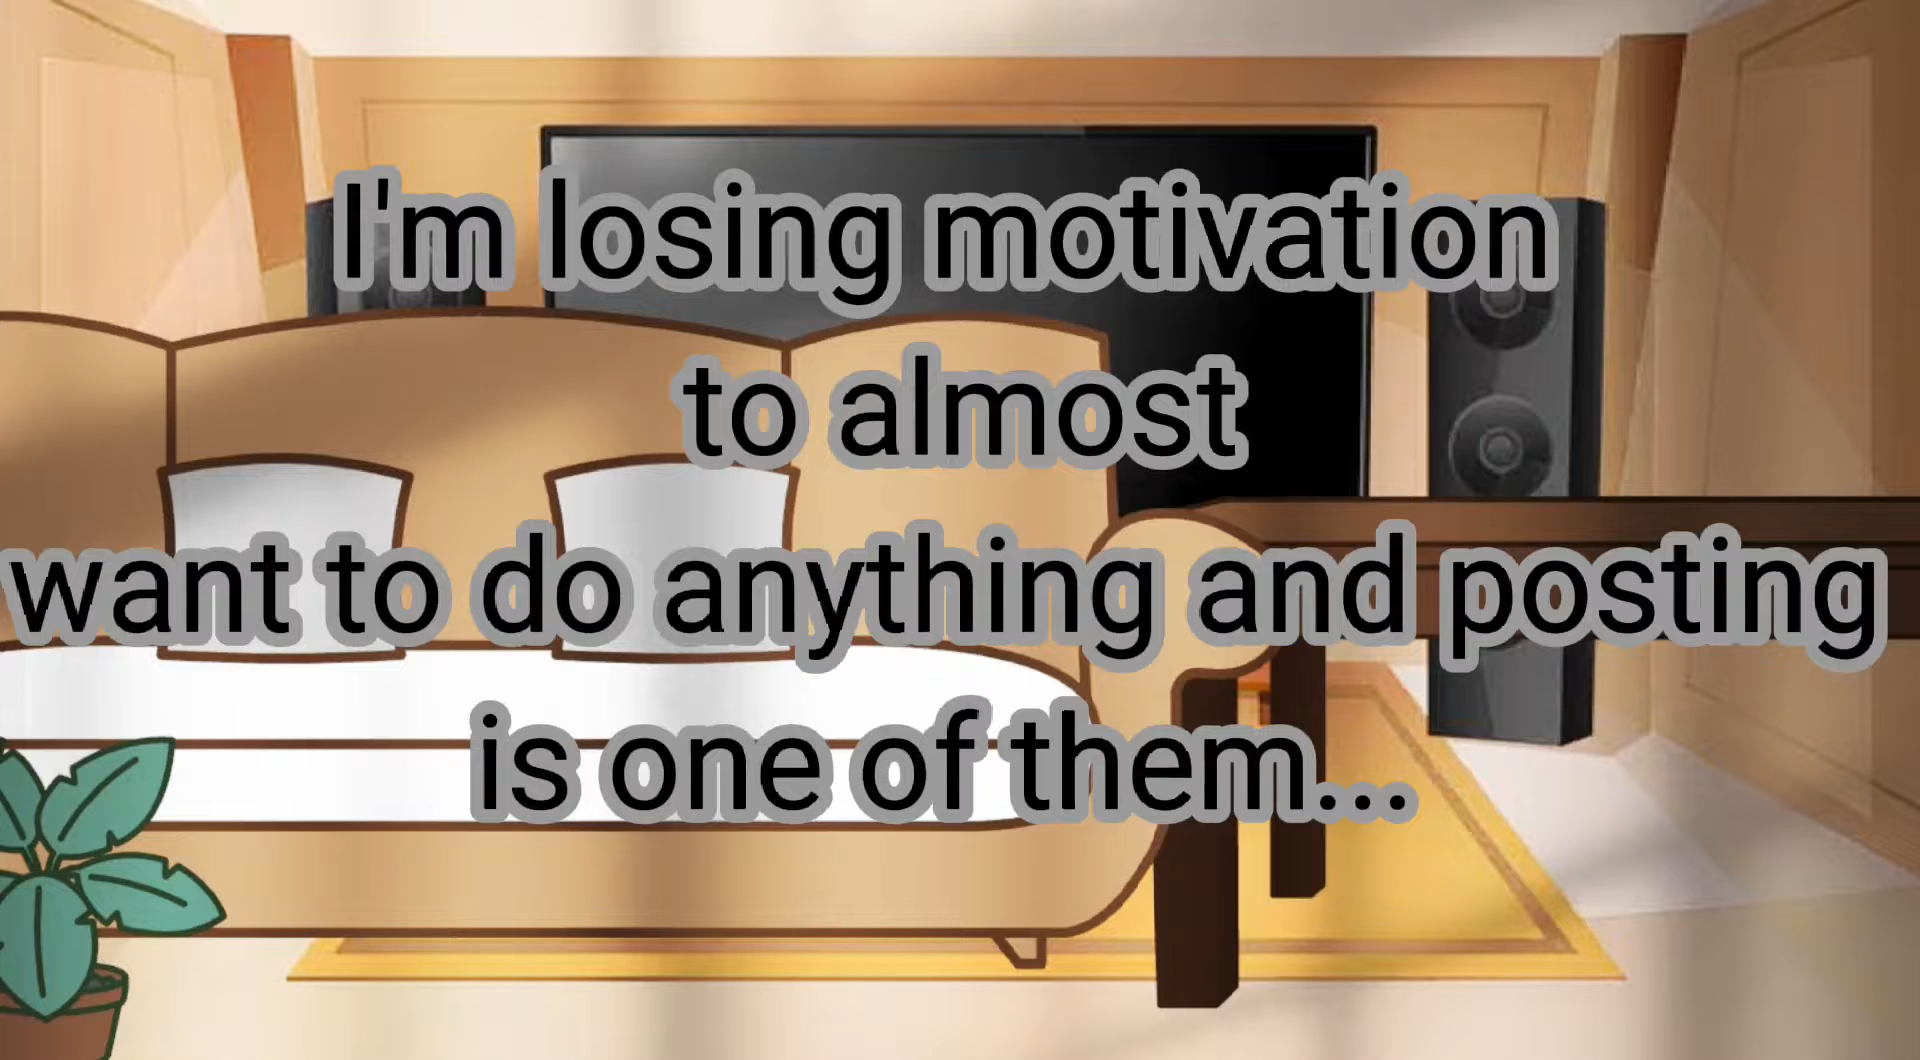 I'm losing motivation
to almost
want to do anything and posting
is one of them...